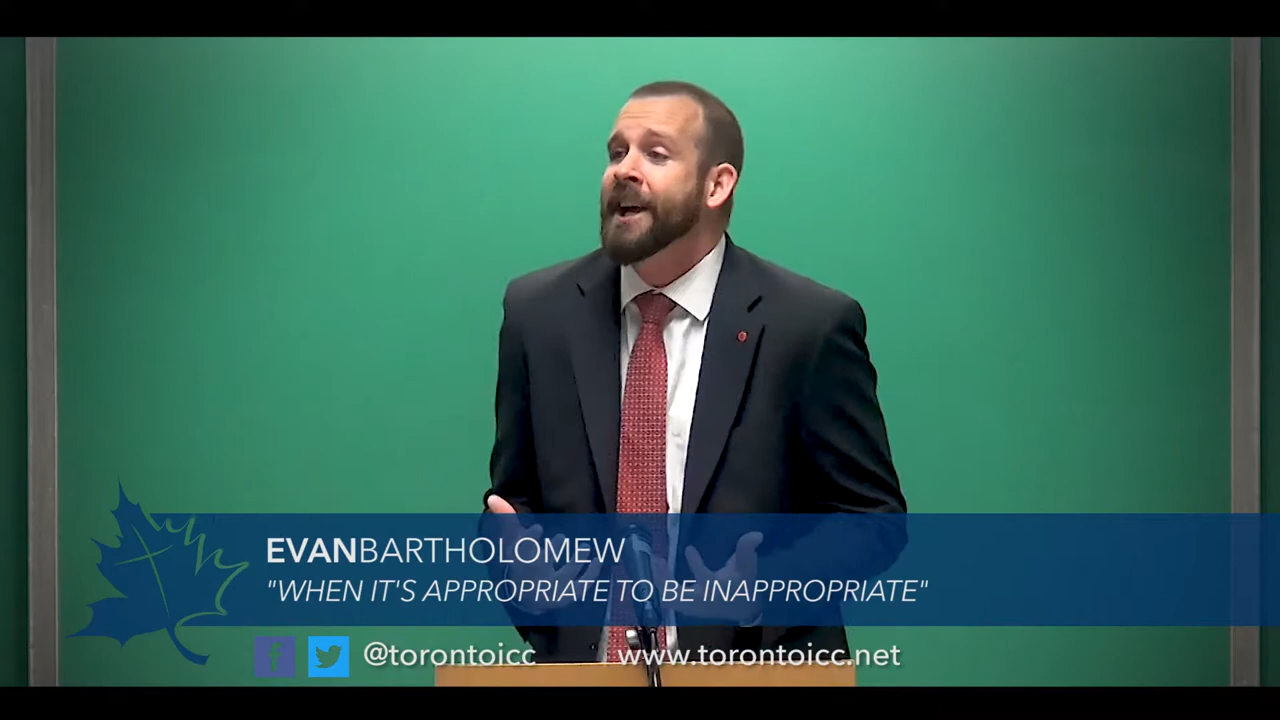 EVANBARTHOLOMEW
"WHEN IT'S APPROPRIATE TO BE INAPPROPRIATE"
@torontoicc www.torontoicc.net